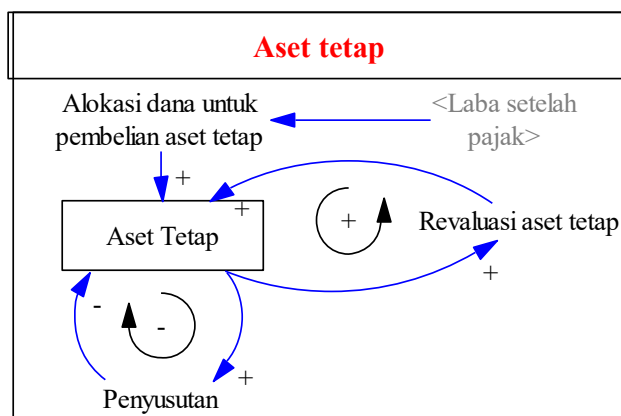 Aset tetap
Alokasi dana untuk
pembelian aset tetap
<Laba setelah
pajak>
+
+
Aset Tetap
+
Revaluasi aset tetap
+
-
-
+
Penyusutan